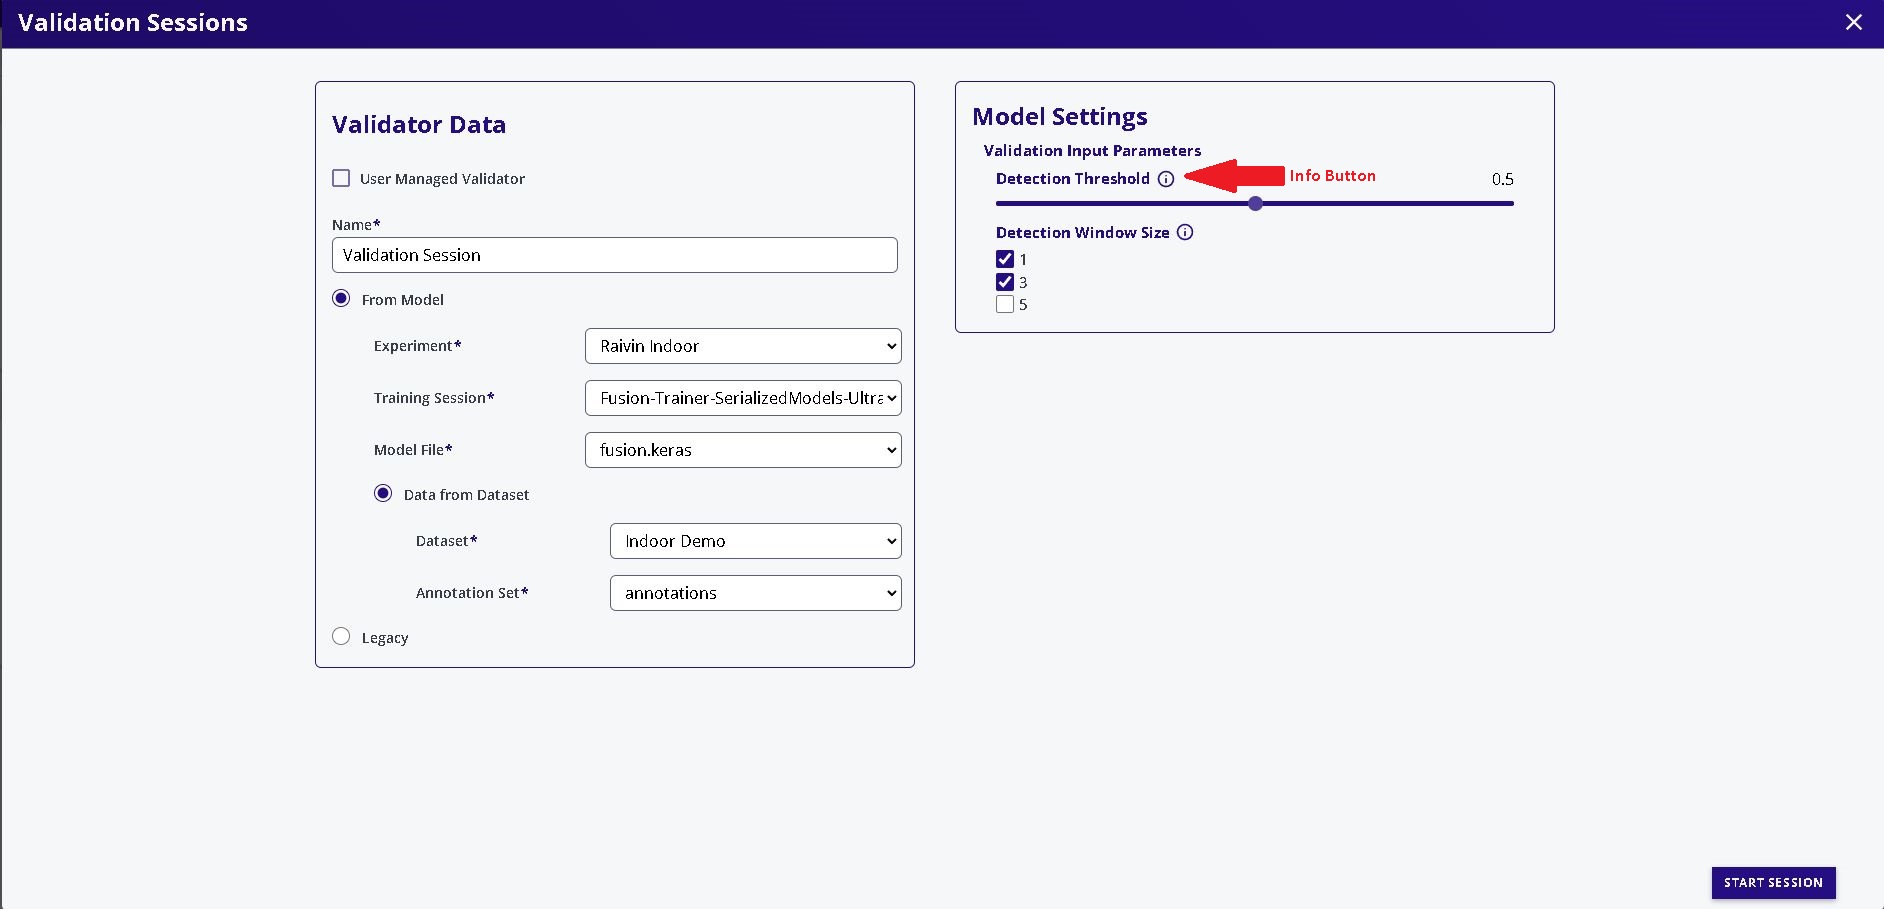 Validation Sessions
Validator Data
User Managed Validator
Name*
Validation Session
From Model
Experiment*
Raivin Indoor
Training Session*
Fusion-Trainer-SerializedModels-Ultra
Model File*
fusion.keras
Data from Dataset
Dataset*
Indoor Demo
Annotation Set*
annotations
Legacy
Model Settings
Validation Input Parameters
Detection Threshold
Info Button
0.5
Detection Window Size
1
3
5
START SESSION